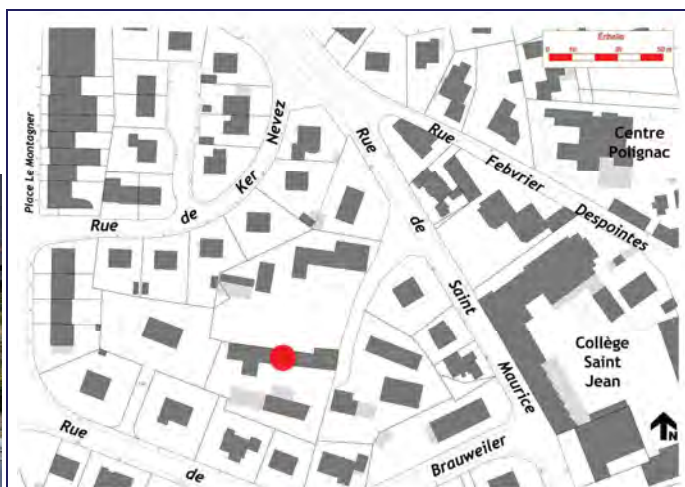 Echelle
0 10 20 50 m
Place Le Montagner
Rue
de
Ker
Nevez
Rue
de
Saint
Maurice
Rue
Febvrier
Despointes
Centre
Polignac
Collège
Saint
Jean
Brauweiler
Rue
de
N